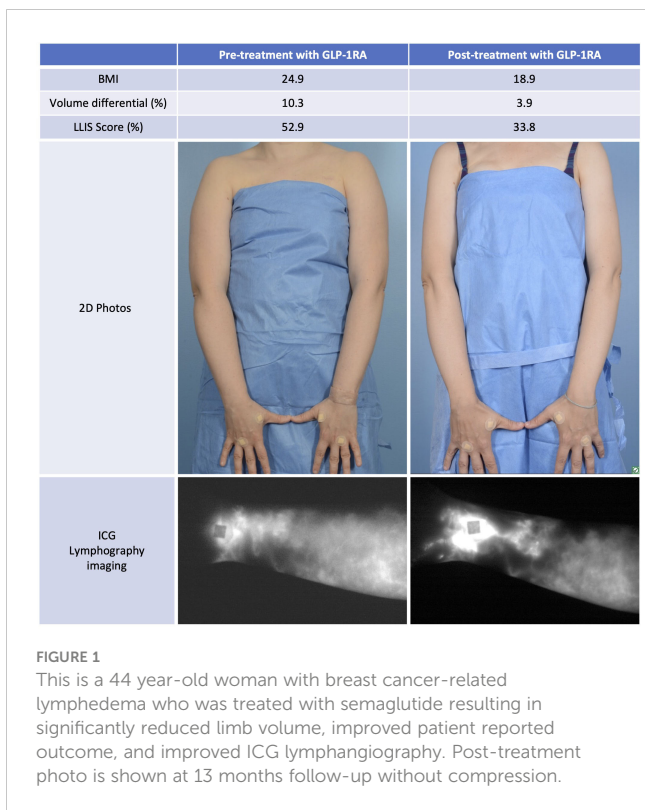 Pre-treatment with GLP-1RA Post-treatment with GLP-1RA
BMI 24.9 18.9
Volume differential (%) 10.3 3.9
LLIS Score (%) 52.9 33.8
2D Photos
ICG
Lymphography
imaging
FIGURE 1
This is a 44 year-old woman with breast cancer-related
lymphedema who was treated with semaglutide resulting in
significantly reduced limb volume, improved patient reported
outcome, and improved ICG lymphangiography. Post-treatment
photo is shown at 13 months follow-up without compression.